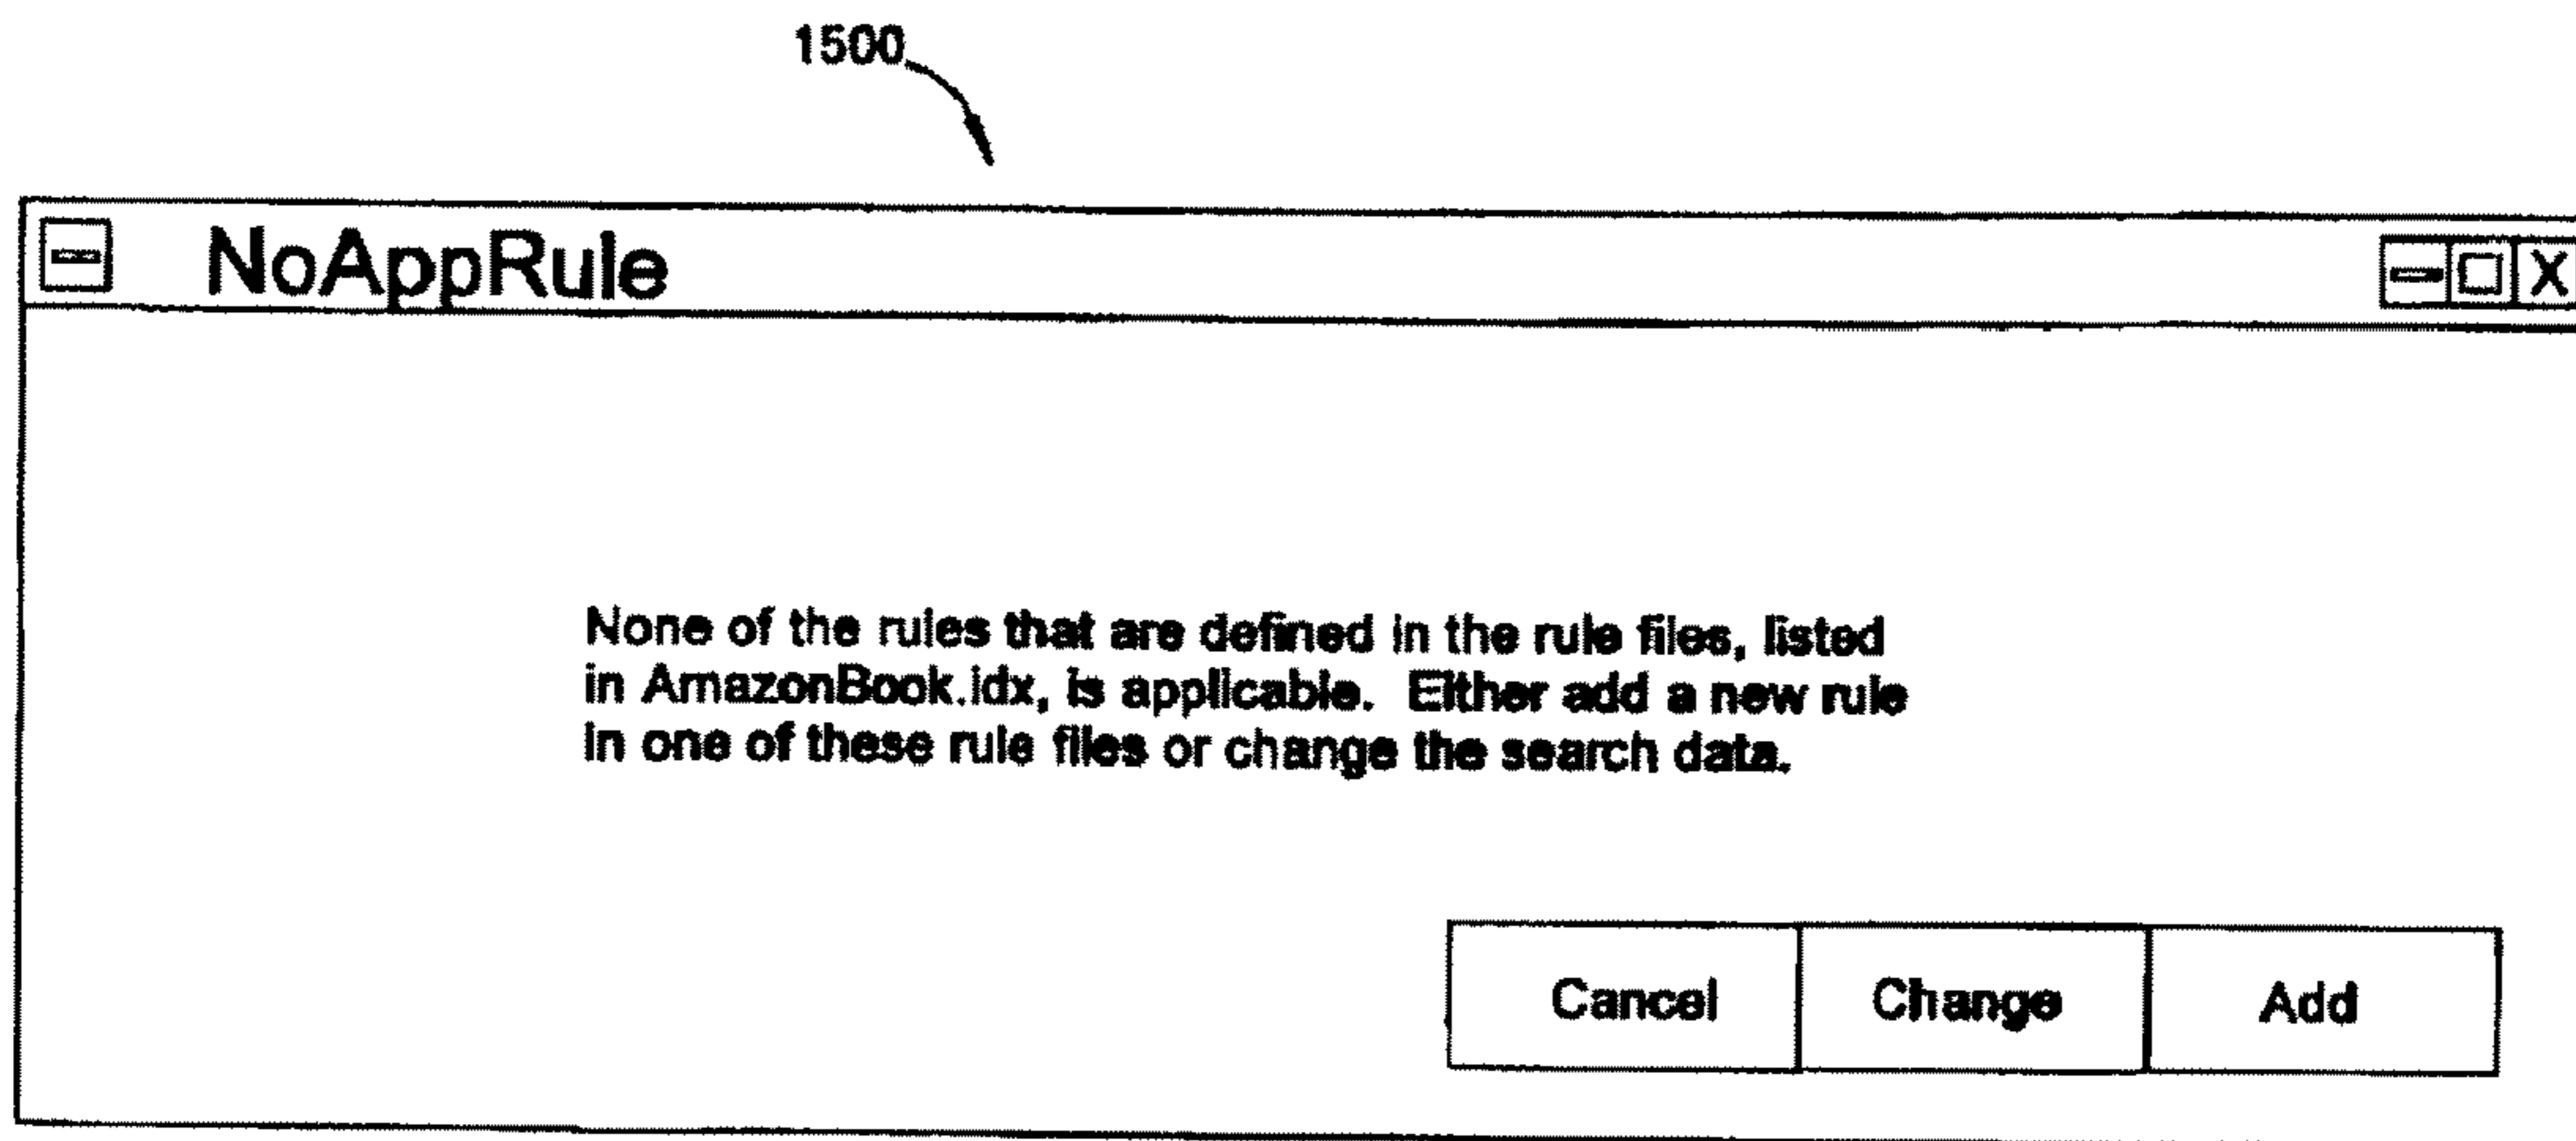 1500
NoAppRule
X
None of the rules that are defined in the rule files, listed
in AmazonBook.idx, is applicable. Either add a new rule
in one of these rule files or change the search data.
Cancel Change Add